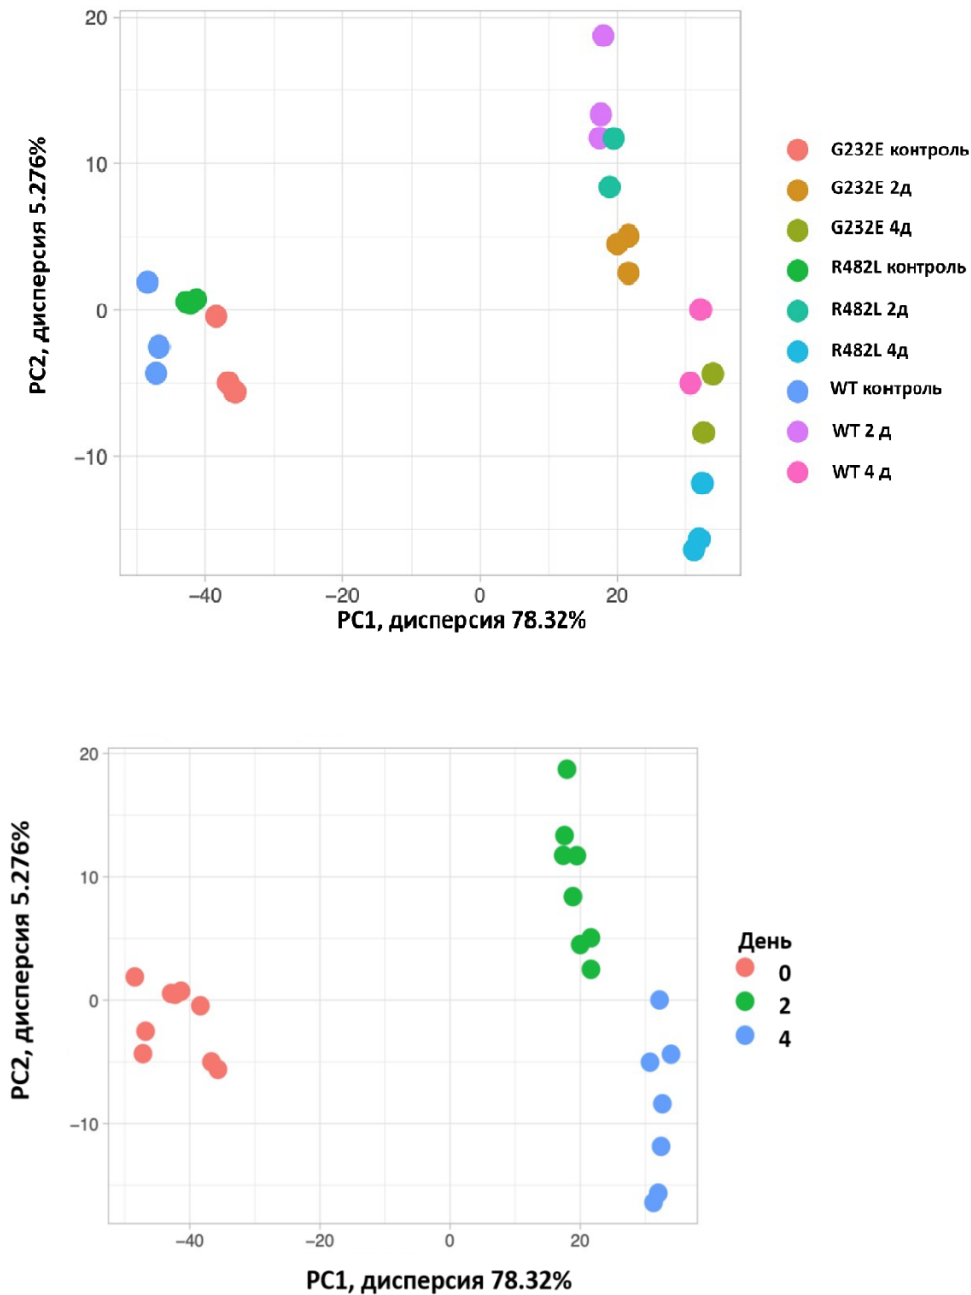 20
10
0
−10
−40
−20
0
20
PC2, дисперсия 5.276%
PC1, дисперсия 78.32%
G232E контроль
G232E 2д
G232E 4д
R482L контроль
R482L 2д
R482L 4д
WT контроль
WT 2 д
WT 4 д
20
10
0
−10
−40
−20
0
20
PC2, дисперсия 5.276%
PC1, дисперсия 78.32%
День
0
2
4